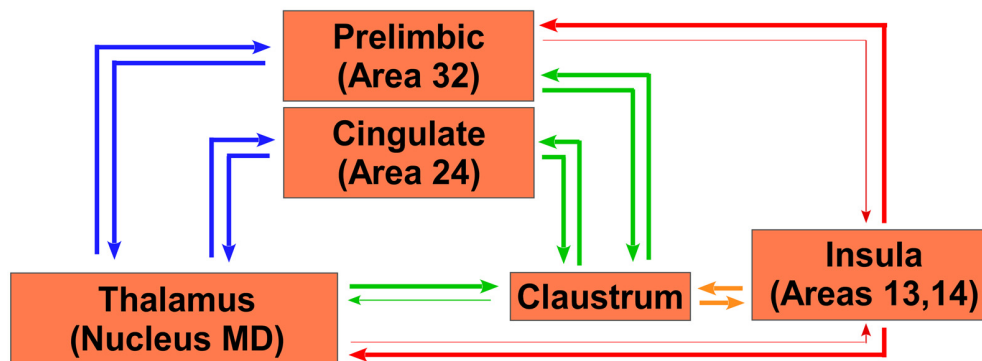 Prelimbic
(Area 32)
Cingulate
(Area 24)
Thalamus
(Nucleus MD)
Claustrum
Insula
(Areas 13,14)